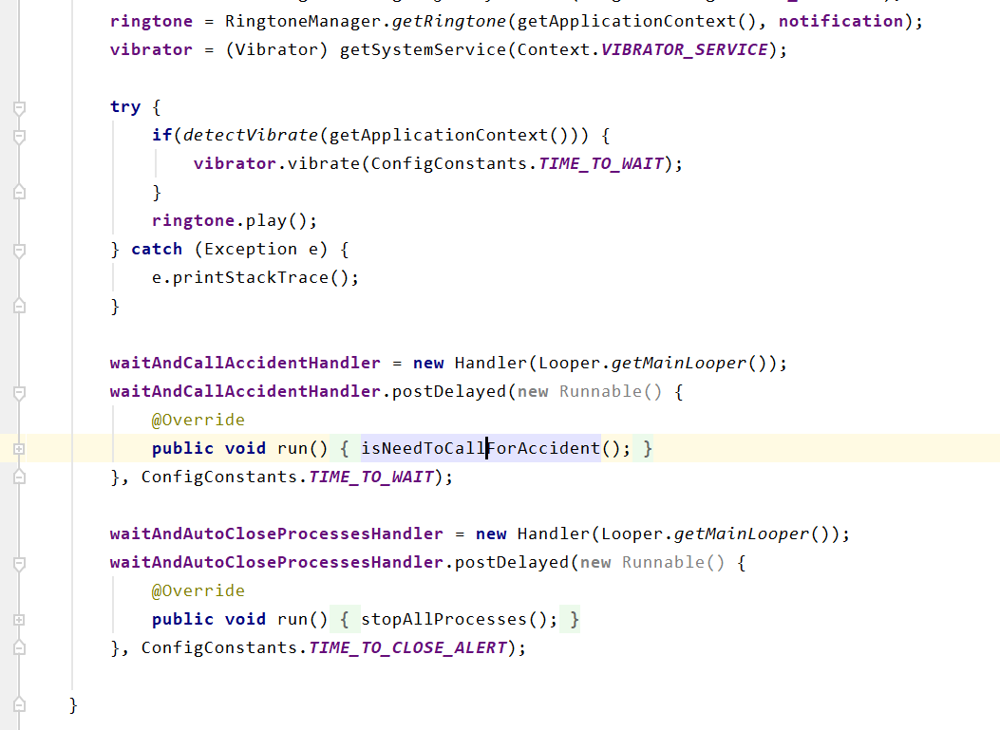 ringtone = RingtoneManager.getRingtone(getApplicationContext(), notification);
vibrator = (Vibrator) getSystemService(Context.VIBRATOR_SERVICE);
try {
if(detectVibrate(getApplicationContext())) {
vibrator.vibrate(ConfigConstants.TIME_TO_WAIT);
}
ringtone.play();
} catch (Exception e) {
e.printStackTrace();
}
waitAndCallAccidentHandler = new Handler(Looper.getMainLooper());
waitAndCallAccidentHandler.postDelayed(new Runnable() {
@Override
public void run() { isNeedToCallForAccident(); }
}, ConfigConstants.TIME_TO_WAIT);
waitAndAutoCloseProcessesHandler = new Handler(Looper.getMainLooper());
waitAndAutoCloseProcessesHandler.postDelayed(new Runnable() {
@Override
public void run() { stopAllProcesses(); }
}, ConfigConstants.TIME_TO_CLOSE_ALERT);
}